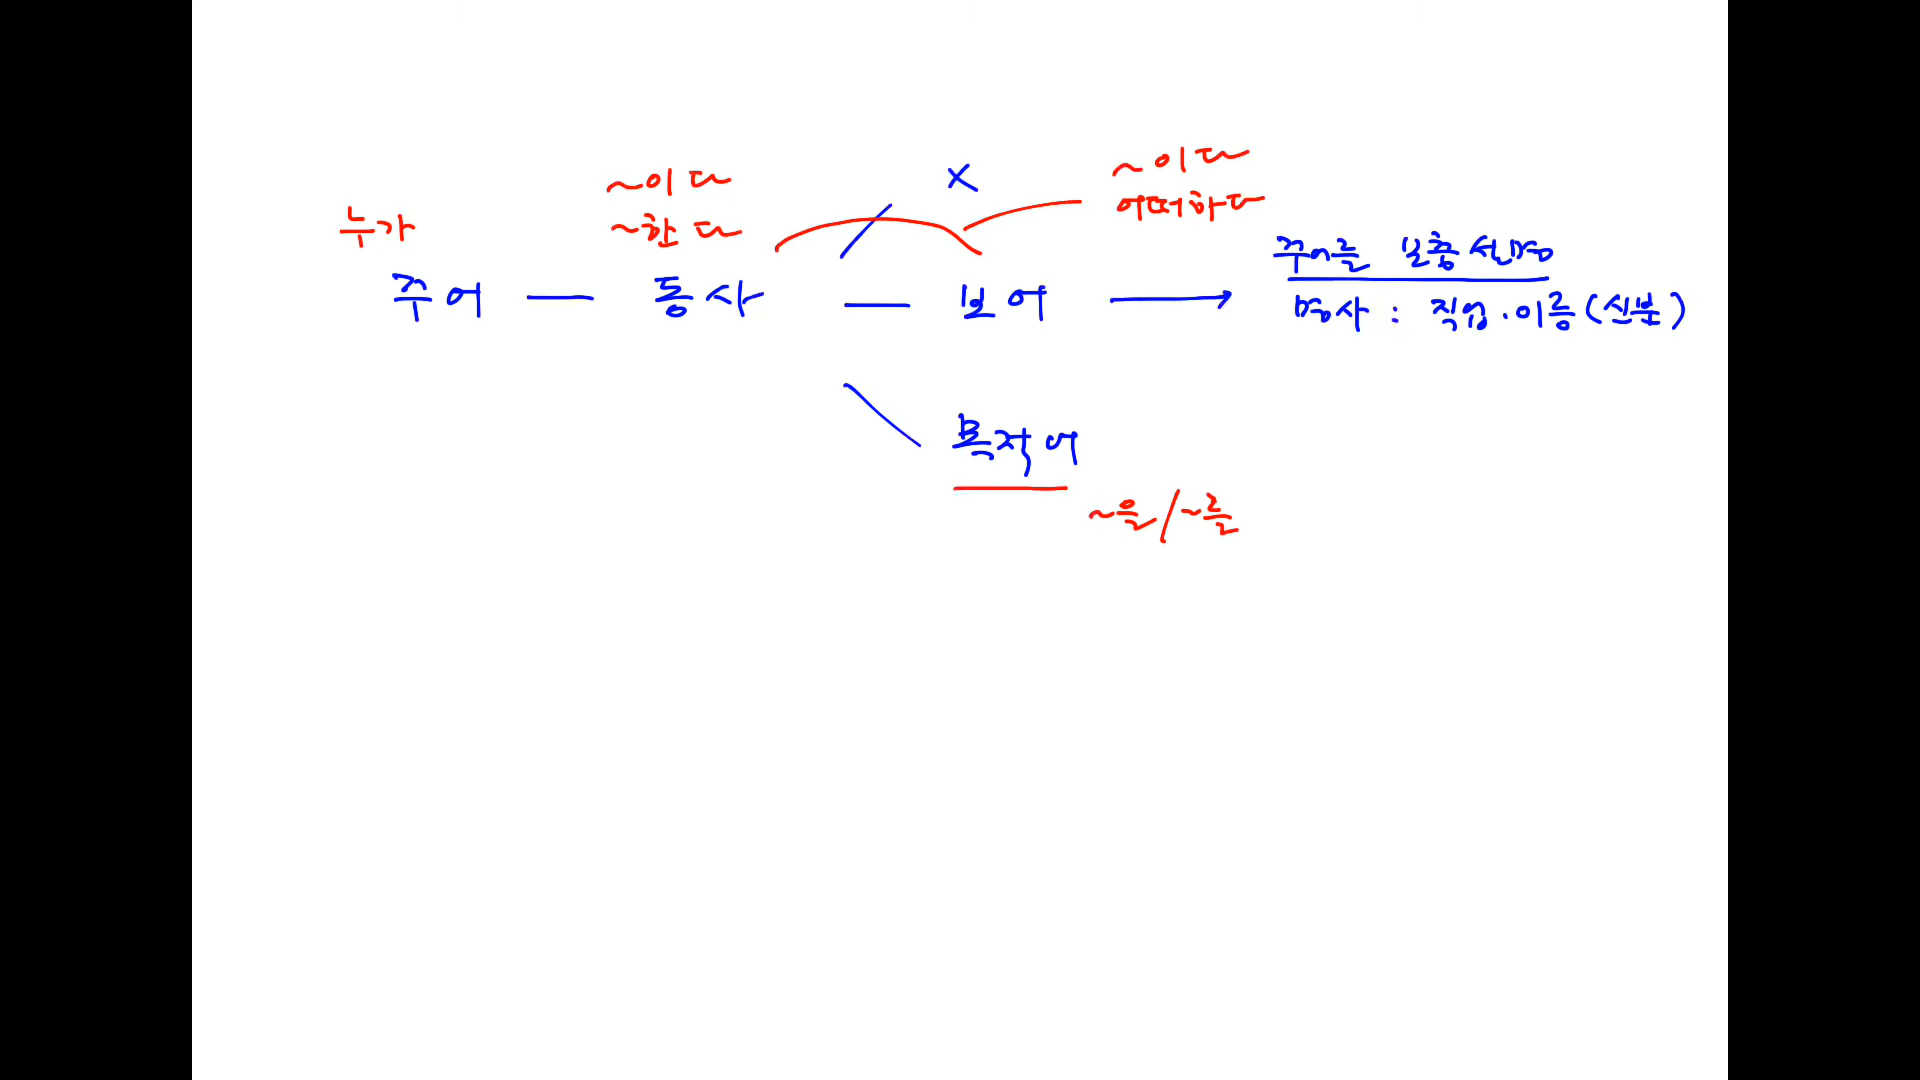 ~이다
×
~이다
~한다
어떠하다
누가
주어를 보충 설명
주어 — 동사 — 보어 →
명사 : 직업·이름 (신분)
목적어
~을/~를